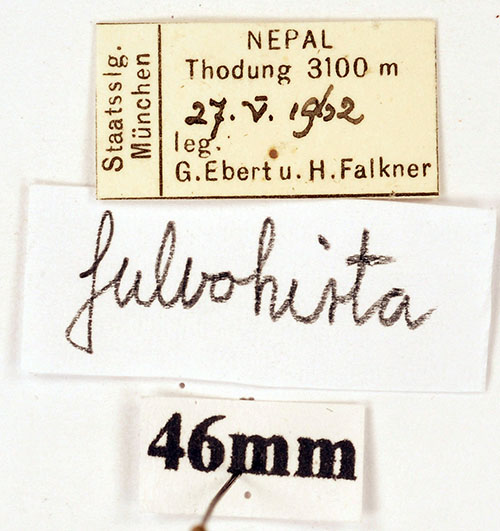 Staatsslg.
München
NEPAL
Thodung 3100 m
27. V. 1962
leg.
G. Ebert u. H. Falkner
fulvohirta
46mm